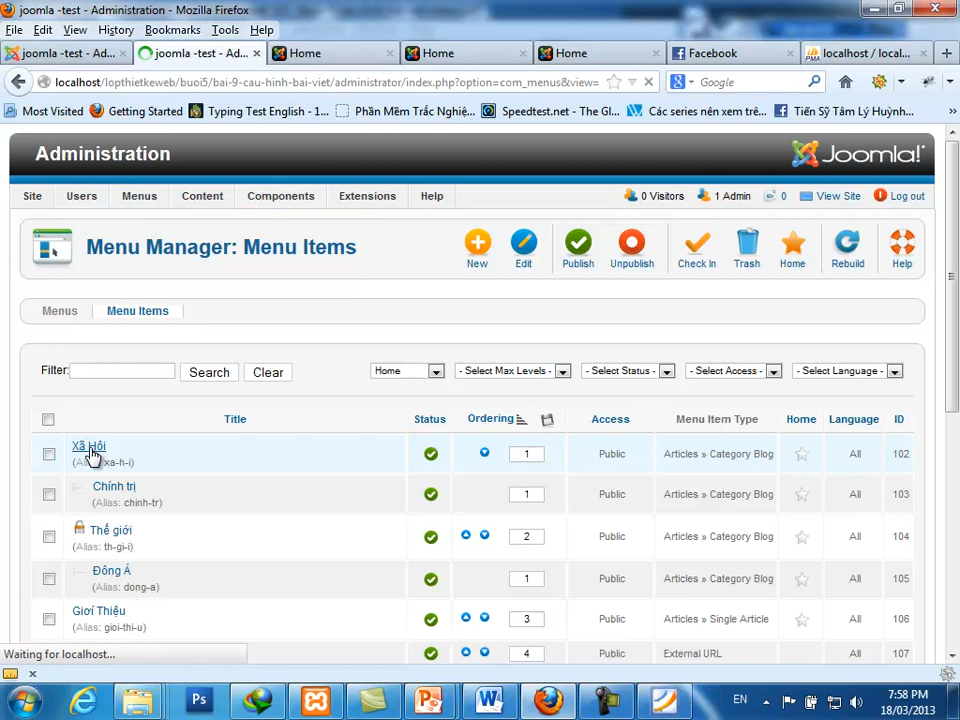 joomla -test - Administration - Mozilla Firefox
File Edit View History Bookmarks Tools Help
joomla -test - Ad... × joomla -test - Ad... × Home × Home × Home × Facebook × localhost / local... × +
localhost/lopthietkeweb/buoi5/bai-9-cau-hinh-bai-viet/administrator/index.php?option=com_menus&view= Google
Most Visited Getting Started Typing Test English - 1... Phần Mềm Trắc Nghiệ... Speedtest.net - The Gl... Các series nên xem trê... Tiến Sỹ Tâm Lý Huỳnh... »
Administration Joomla!
Site Users Menus Content Components Extensions Help 0 Visitors 1 Admin 0 View Site Log out
Menu Manager: Menu Items
New Edit Publish Unpublish Check In Trash Home Rebuild Help
Menus Menu Items
Filter: Search Clear Home - Select Max Levels - - Select Status - - Select Access - - Select Language -
Title Status Ordering Access Menu Item Type Home Language ID
Xã Hội 1 Public Articles » Category Blog All 102
xa-h-i)
Chính trị 1 Public Articles » Category Blog All 103
(Alias: chinh-tr)
Thế giới 2 Public Articles » Category Blog All 104
(Alias: th-gi-i)
Đông Á 1 Public Articles » Category Blog All 105
(Alias: dong-a)
Giơi Thiệu 3 Public Articles » Single Article All 106
(Alias: gioi-thi-u)
4 Public External URL All 107
Waiting for localhost...
×
Ps EN 7:58 PM
18/03/2013